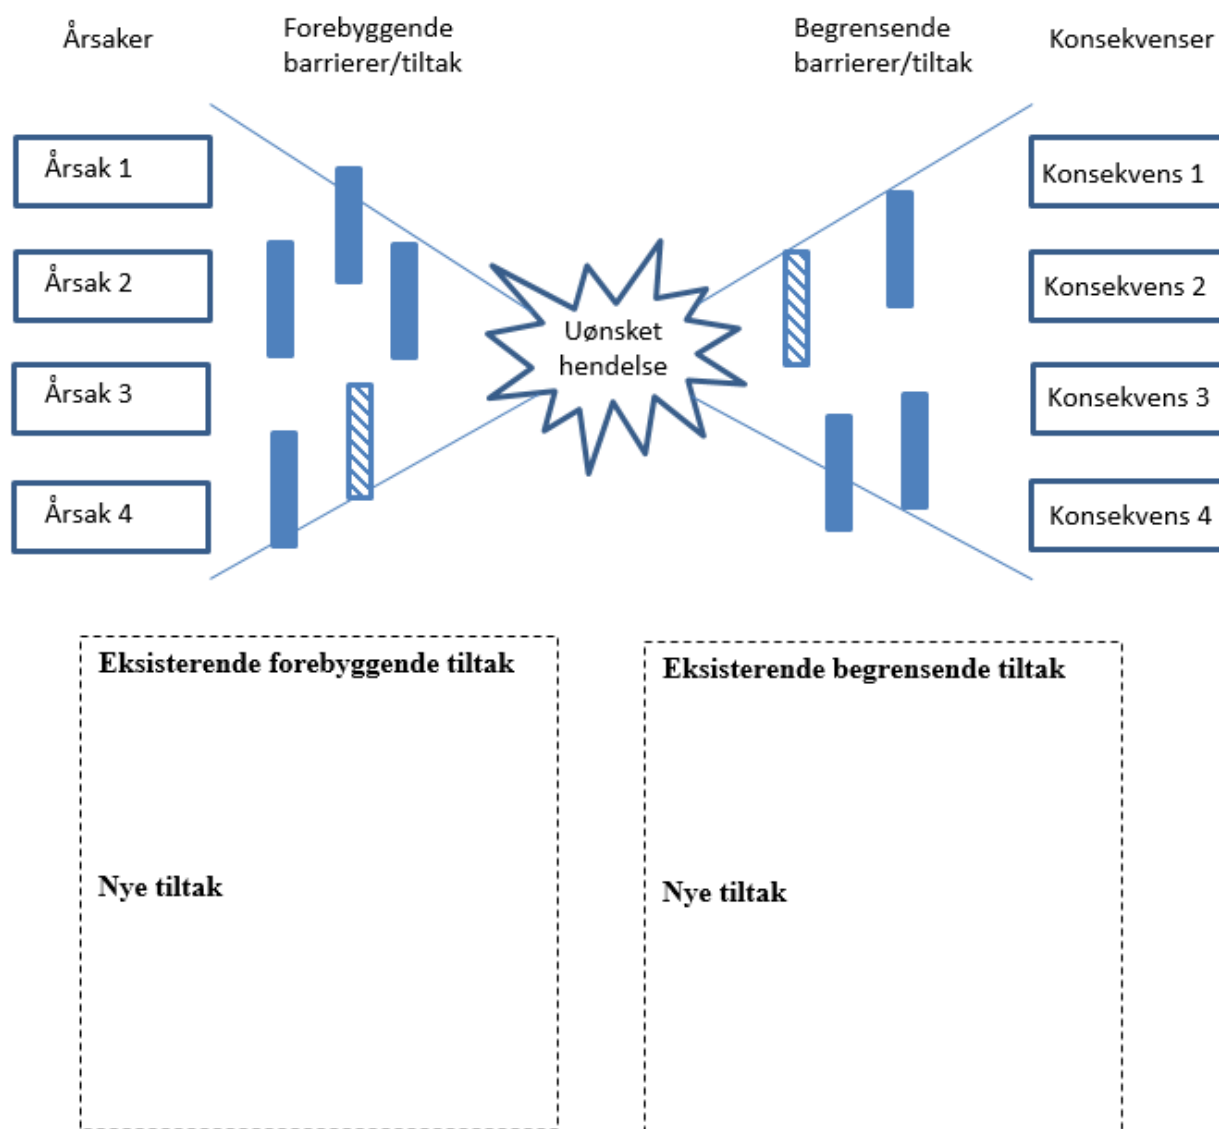 Årsaker
Forebyggende
barrierer/tiltak
Begrensende
barrierer/tiltak
Konsekvenser
Årsak 1
Årsak 2
Årsak 3
Årsak 4
Uønsket
hendelse
Konsekvens 1
Konsekvens 2
Konsekvens 3
Konsekvens 4
Eksisterende forebyggende tiltak
Nye tiltak
Eksisterende begrensende tiltak
Nye tiltak